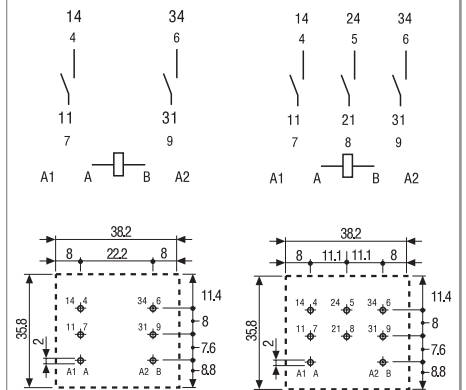 14 34 14 24 34
4 6 4 5 6
11 31 11 21 31
7 9 7 8 9
A1 A B A2 A1 A B A2
38.2 38.2
8 22.2 8 8 11.1 11.1 8
11.4 11.4
14 4 34 6 14 4 24 5 34 6
35.8 8 35.8 8
11 7 31 9 11 7 21 8 31 9
2 7.6 2 7.6
A1 A A2 B A1 A A2 B
8.8 8.8